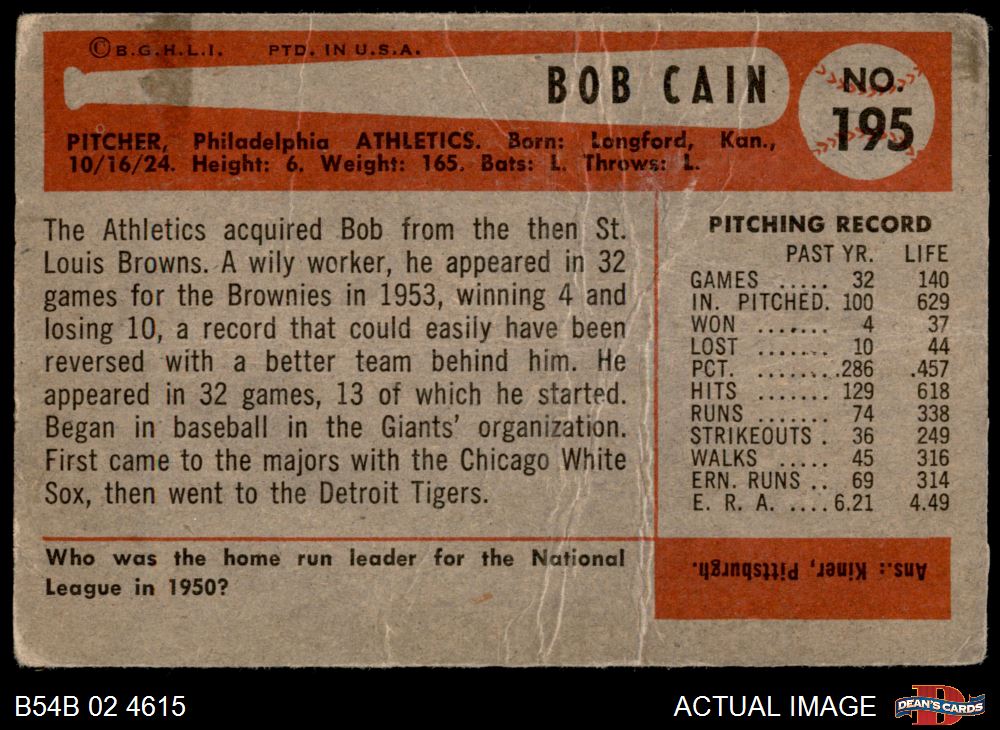 ©B.G.H.L.I. PTD. IN U.S.A.
BOB CAIN
NO.
195
PITCHER, Philadelphia ATHLETICS. Born: Longford, Kan.,
10/16/24. Height: 6. Weight: 165. Bats: L. Throws: L.
The Athletics acquired Bob from the then St.
Louis Browns. A wily worker, he appeared in 32
games for the Brownies in 1953, winning 4 and
losing 10, a record that could easily have been
reversed with a better team behind him. He
appeared in 32 games, 13 of which he started.
Began in baseball in the Giants' organization.
First came to the majors with the Chicago White
Sox, then went to the Detroit Tigers.
PITCHING RECORD
PAST YR. LIFE
GAMES ..... 32 140
IN. PITCHED. 100 629
WON ....... 4 37
LOST ....... 10 44
PCT. ........ .286 .457
HITS ....... 129 618
RUNS ....... 74 338
STRIKEOUTS . 36 249
WALKS ..... 45 316
ERN. RUNS .. 69 314
E. R. A. .... 6.21 4.49
Who was the home run leader for the National
League in 1950?
Ans.: Kiner, Pittsburgh.
B54B 02 4615
ACTUAL IMAGE
D
DEAN'S CARDS